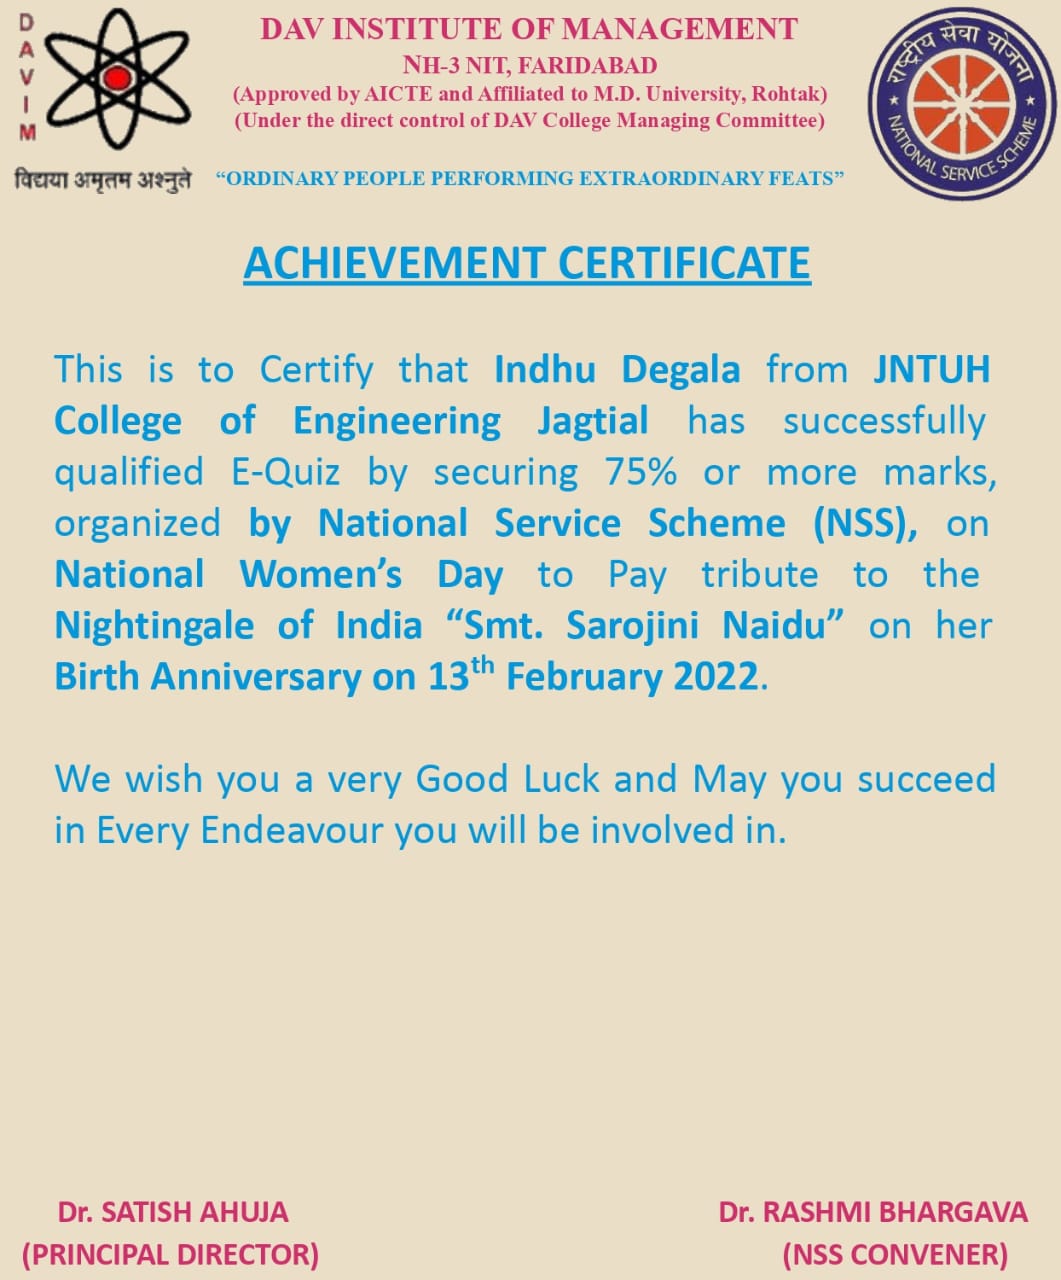 DAVIM
विद्यया अमृतम अश्नुते
DAV INSTITUTE OF MANAGEMENT
NH-3 NIT, FARIDABAD
(Approved by AICTE and Affiliated to M.D. University, Rohtak)
(Under the direct control of DAV College Managing Committee)
“ORDINARY PEOPLE PERFORMING EXTRAORDINARY FEATS”
राष्ट्रीय सेवा योजना
NATIONAL SERVICE SCHEME
ACHIEVEMENT CERTIFICATE
This is to Certify that Indhu Degala from JNTUH
College of Engineering Jagtial has successfully
qualified E-Quiz by securing 75% or more marks,
organized by National Service Scheme (NSS), on
National Women’s Day to Pay tribute to the
Nightingale of India “Smt. Sarojini Naidu” on her
Birth Anniversary on 13th February 2022.
We wish you a very Good Luck and May you succeed
in Every Endeavour you will be involved in.
Dr. SATISH AHUJA
(PRINCIPAL DIRECTOR)
Dr. RASHMI BHARGAVA
(NSS CONVENER)